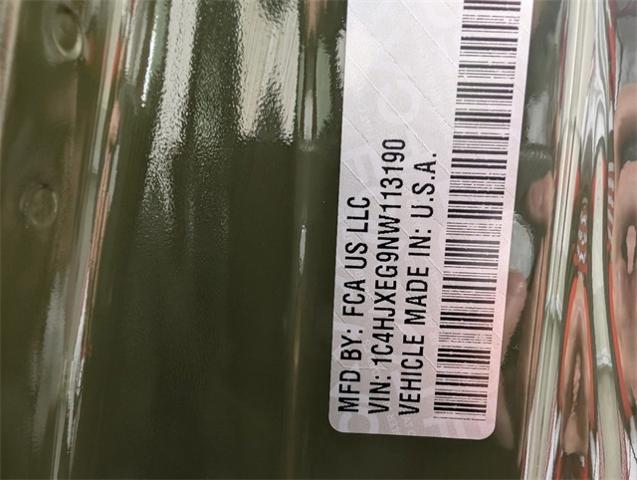 MFD BY: FCA US LLC
VIN: 1C4HJXEG9NW113190
VEHICLE MADE IN: U.S.A.